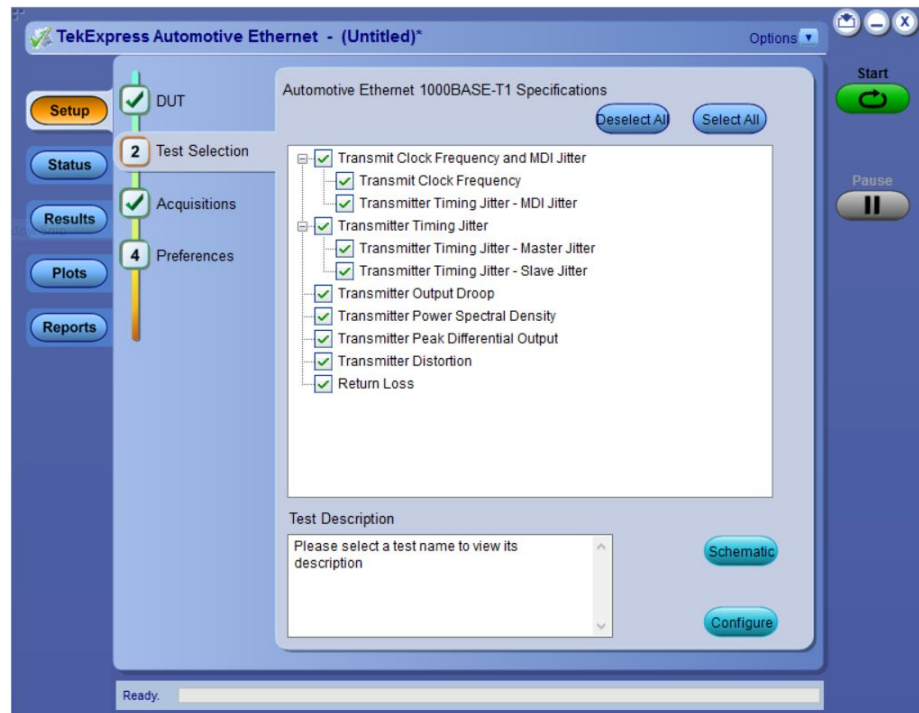 TekExpress Automotive Ethernet - (Untitled)*
Options
Start
Pause
Setup
Status
Results
Plots
Reports
DUT
2 Test Selection
Acquisitions
4 Preferences
Automotive Ethernet 1000BASE-T1 Specifications
Deselect All
Select All
Transmit Clock Frequency and MDI Jitter
Transmit Clock Frequency
Transmitter Timing Jitter - MDI Jitter
Transmitter Timing Jitter
Transmitter Timing Jitter - Master Jitter
Transmitter Timing Jitter - Slave Jitter
Transmitter Output Droop
Transmitter Power Spectral Density
Transmitter Peak Differential Output
Transmitter Distortion
Return Loss
Test Description
Please select a test name to view its
description
Schematic
Configure
Ready.